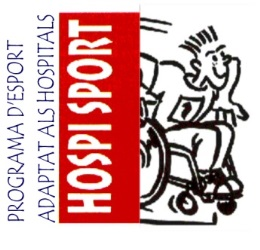 PROGRAMA D'ESPORT
ADAPTAT ALS HOSPITALS
HOSPI SPORT